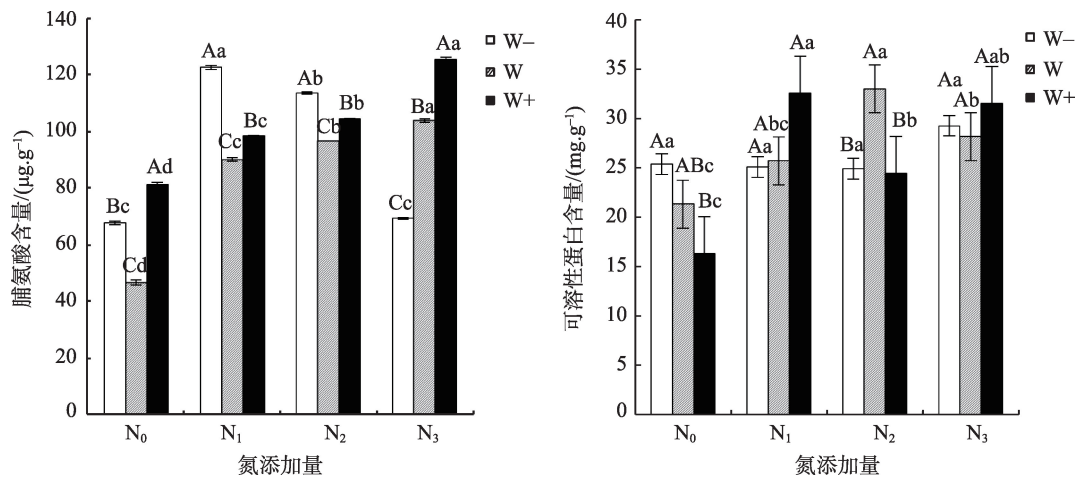 140
120
100
80
60
40
20
0
脯氨酸含量/(μg.g⁻¹)
W−
W
W+
Bc
Cd
Ad
Aa
Cc
Bc
Ab
Cb
Bb
Cc
Ba
Aa
N₀
N₁
N₂
N₃
氮添加量
40
35
30
25
20
15
10
5
0
可溶性蛋白含量/(mg.g⁻¹)
W−
W
W+
Aa
ABc
Bc
Aa
Abc
Aa
Ba
Aa
Bb
Aa
Ab
Aab
N₀
N₁
N₂
N₃
氮添加量